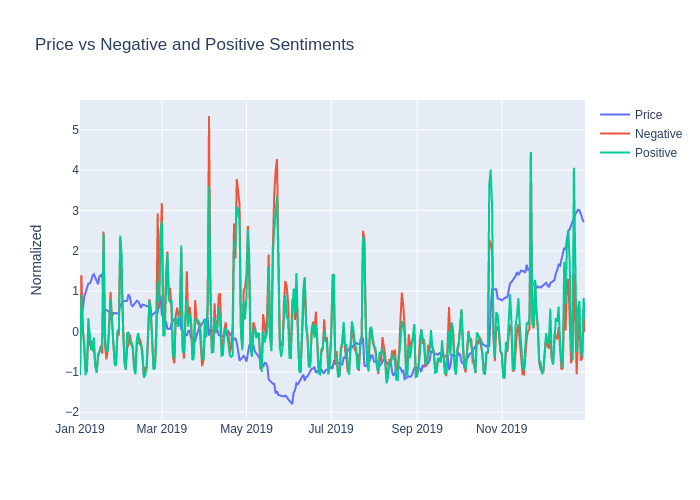 Price vs Negative and Positive Sentiments
Price
Negative
Positive
Normalized
5
4
3
2
1
0
−1
−2
Jan 2019
Mar 2019
May 2019
Jul 2019
Sep 2019
Nov 2019